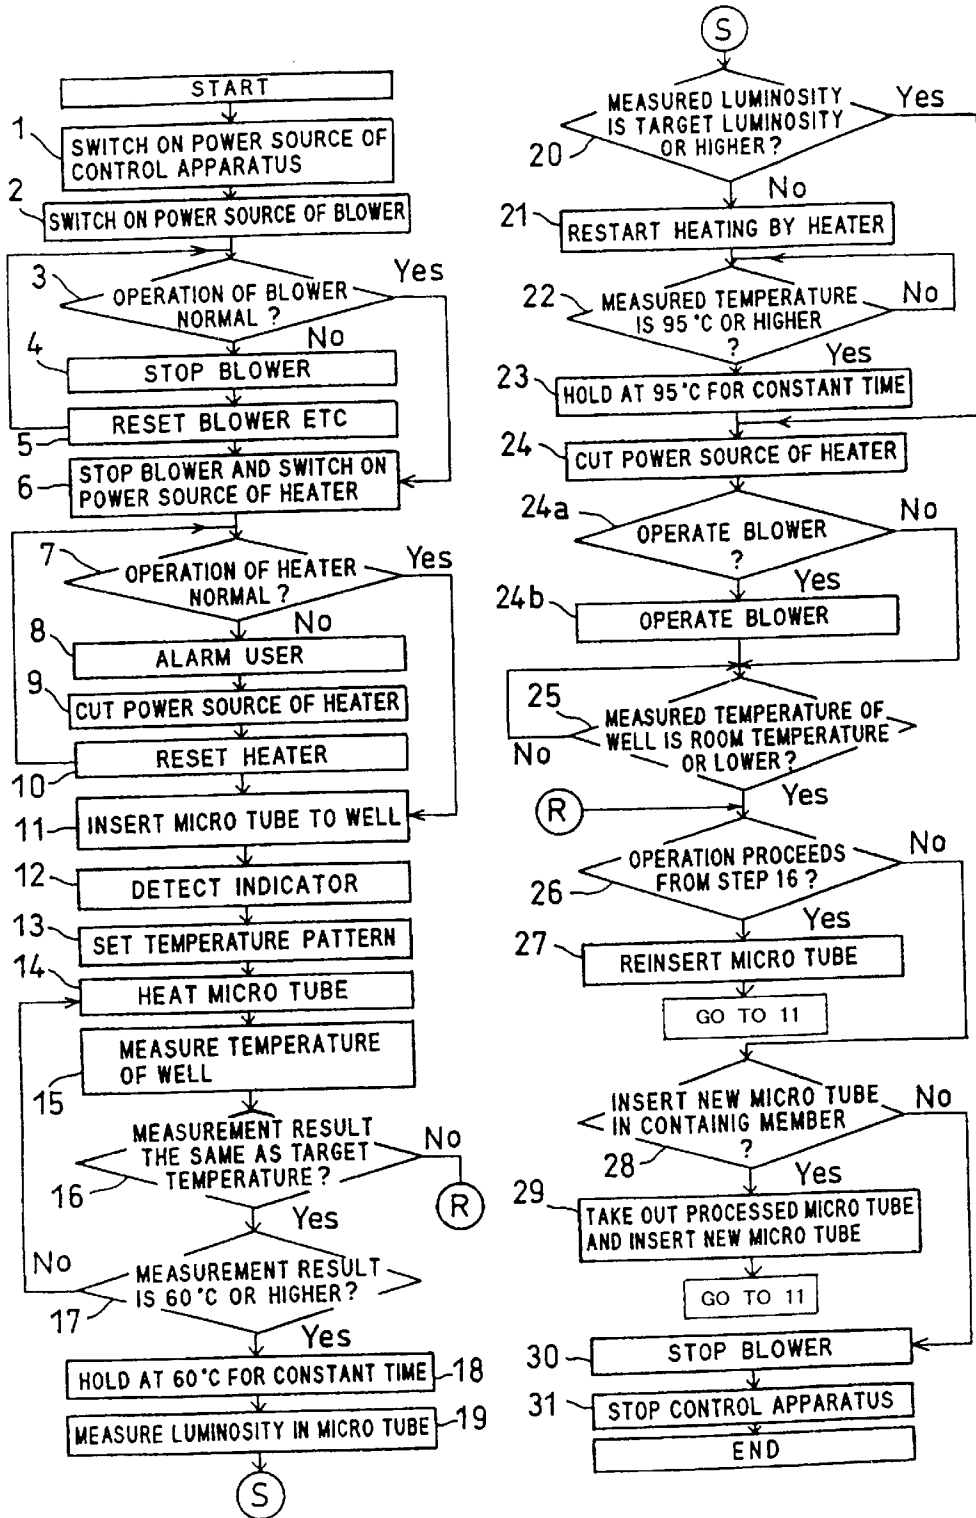 START
1
SWITCH ON POWER SOURCE OF
CONTROL APPARATUS
2
SWITCH ON POWER SOURCE OF BLOWER
3
OPERATION OF BLOWER
NORMAL ?
Yes
No
4
STOP BLOWER
5
RESET BLOWER ETC
6
STOP BLOWER AND SWITCH ON
POWER SOURCE OF HEATER
7
OPERATION OF HEATER
NORMAL ?
Yes
No
8
ALARM USER
9
CUT POWER SOURCE OF HEATER
10
RESET HEATER
11
INSERT MICRO TUBE TO WELL
12
DETECT INDICATOR
13
SET TEMPERATURE PATTERN
14
HEAT MICRO TUBE
15
MEASURE TEMPERATURE
OF WELL
16
MEASUREMENT RESULT
THE SAME AS TARGET
TEMPERATURE ?
No
R
Yes
17
MEASUREMENT RESULT
IS 60°C OR HIGHER ?
No
Yes
18
HOLD AT 60°C FOR CONSTANT TIME
19
MEASURE LUMINOSITY IN MICRO TUBE
S
S
20
MEASURED LUMINOSITY
IS TARGET LUMINOSITY
OR HIGHER ?
Yes
No
21
RESTART HEATING BY HEATER
22
MEASURED TEMPERATURE
IS 95°C OR HIGHER
?
No
Yes
23
HOLD AT 95°C FOR CONSTANT TIME
24
CUT POWER SOURCE OF HEATER
24a
OPERATE BLOWER
?
No
Yes
24b
OPERATE BLOWER
25
MEASURED TEMPERATURE OF
WELL IS ROOM TEMPERATURE
OR LOWER ?
No
Yes
R
26
OPERATION PROCEEDS
FROM STEP 16 ?
No
Yes
27
REINSERT MICRO TUBE
GO TO 11
28
INSERT NEW MICRO TUBE
IN CONTAINIG MEMBER
?
No
Yes
29
TAKE OUT PROCESSED MICRO TUBE
AND INSERT NEW MICRO TUBE
GO TO 11
30
STOP BLOWER
31
STOP CONTROL APPARATUS
END